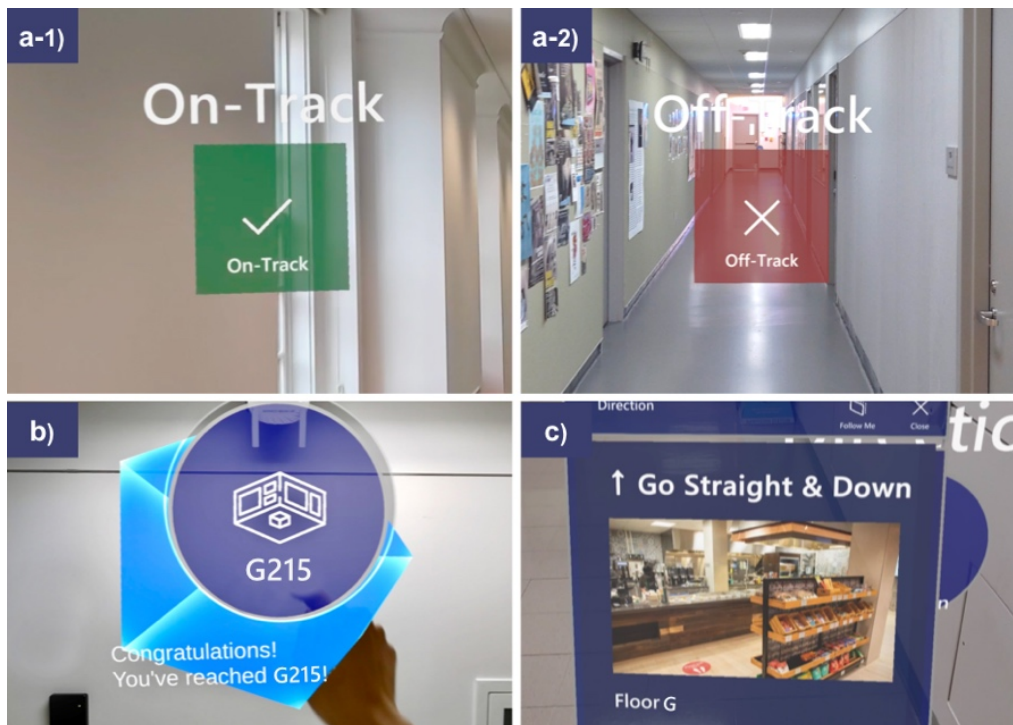 a-1)
On-Track
On-Track
a-2)
Off-Track
Off-Track
b)
G215
Congratulations!
You've reached G215!
c)
Direction
Follow Me
Close
↑ Go Straight & Down
Floor G